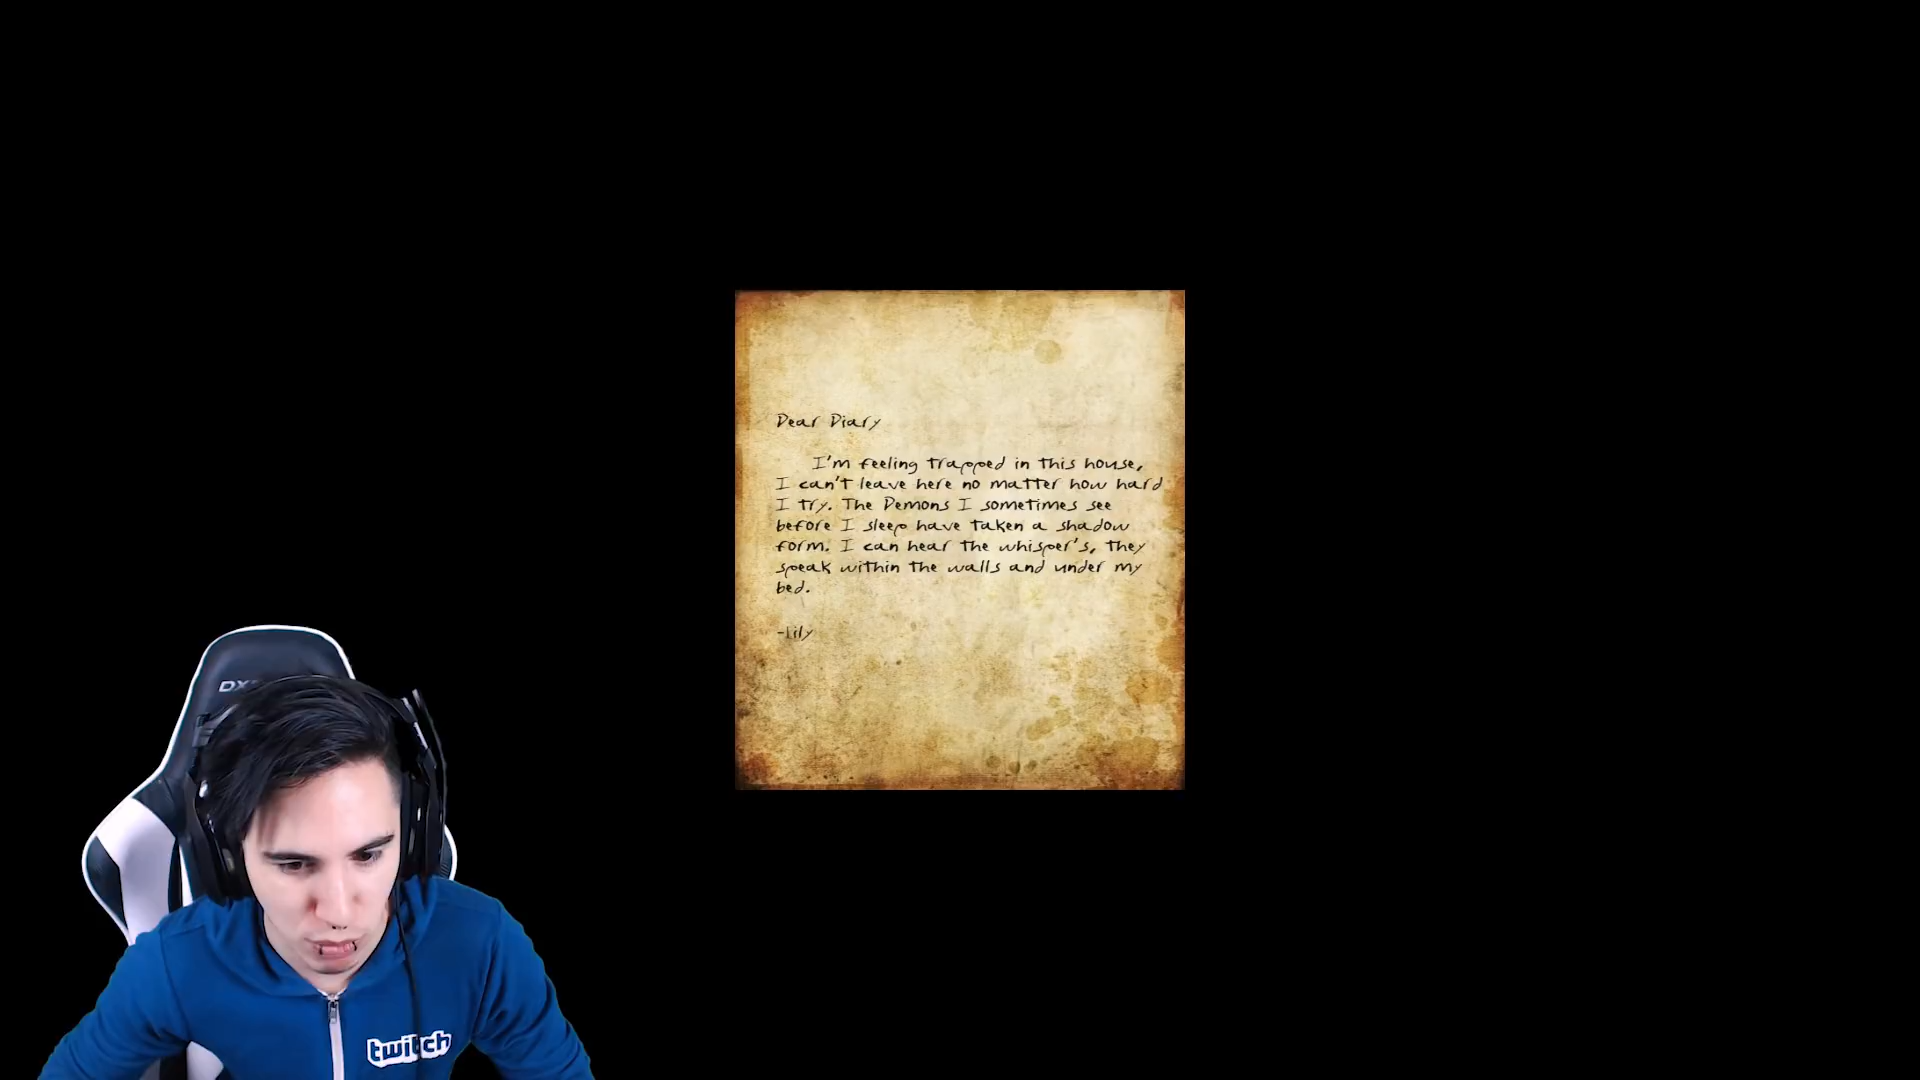 Dear Diary
I'm feeling trapped in this house,
I can't leave here no matter how hard
I try. The Demons I sometimes see
before I sleep have taken a shadow
form. I can hear the whisper's, they
speak within the walls and under my
bed.
-Lily
twitch